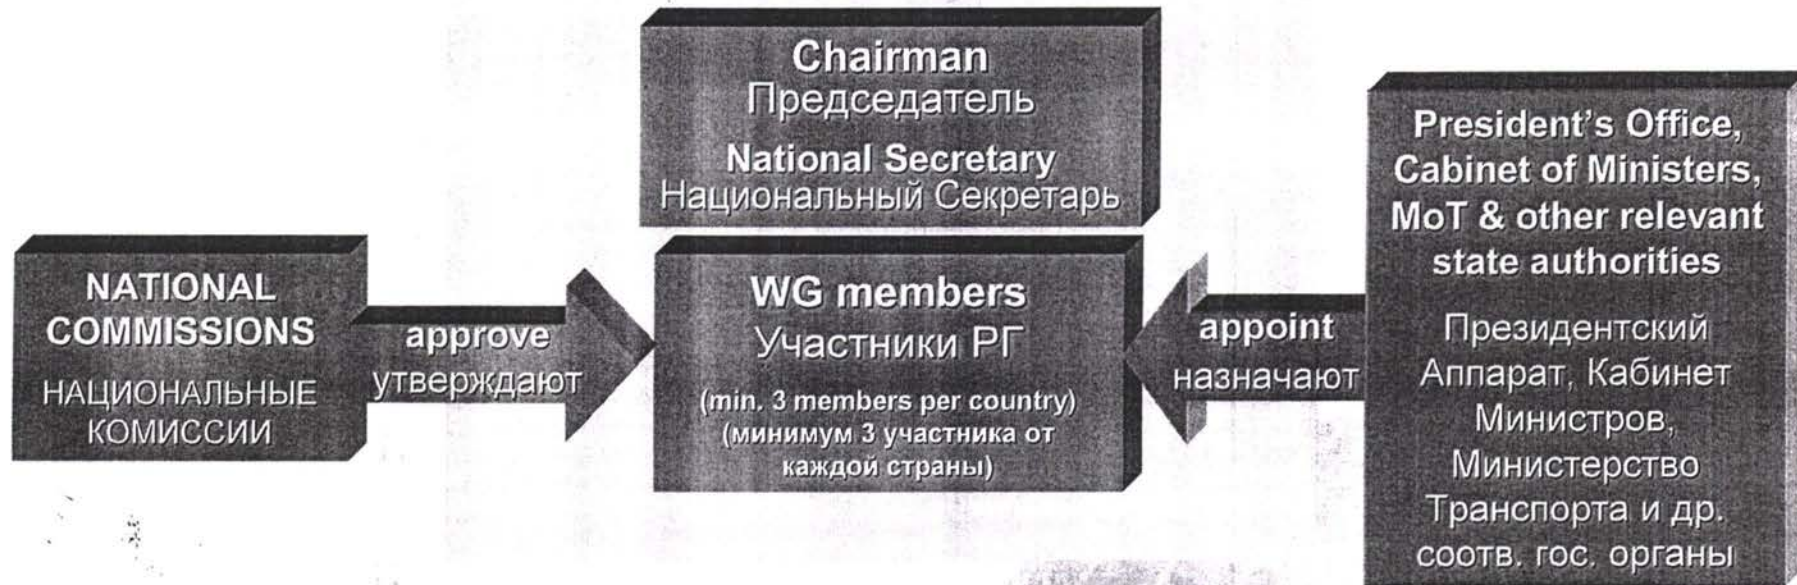 Chairman
Председатель
National Secretary
Национальный Секретарь
NATIONAL
COMMISSIONS
НАЦИОНАЛЬНЫЕ
КОМИССИИ
approve
утверждают
WG members
Участники РГ
(min. 3 members per country)
(минимум 3 участника от
каждой страны)
appoint
назначают
President's Office,
Cabinet of Ministers,
MoT & other relevant
state authorities
Президентский
Аппарат, Кабинет
Министров,
Министерство
Транспорта и др.
соотв. гос. органы